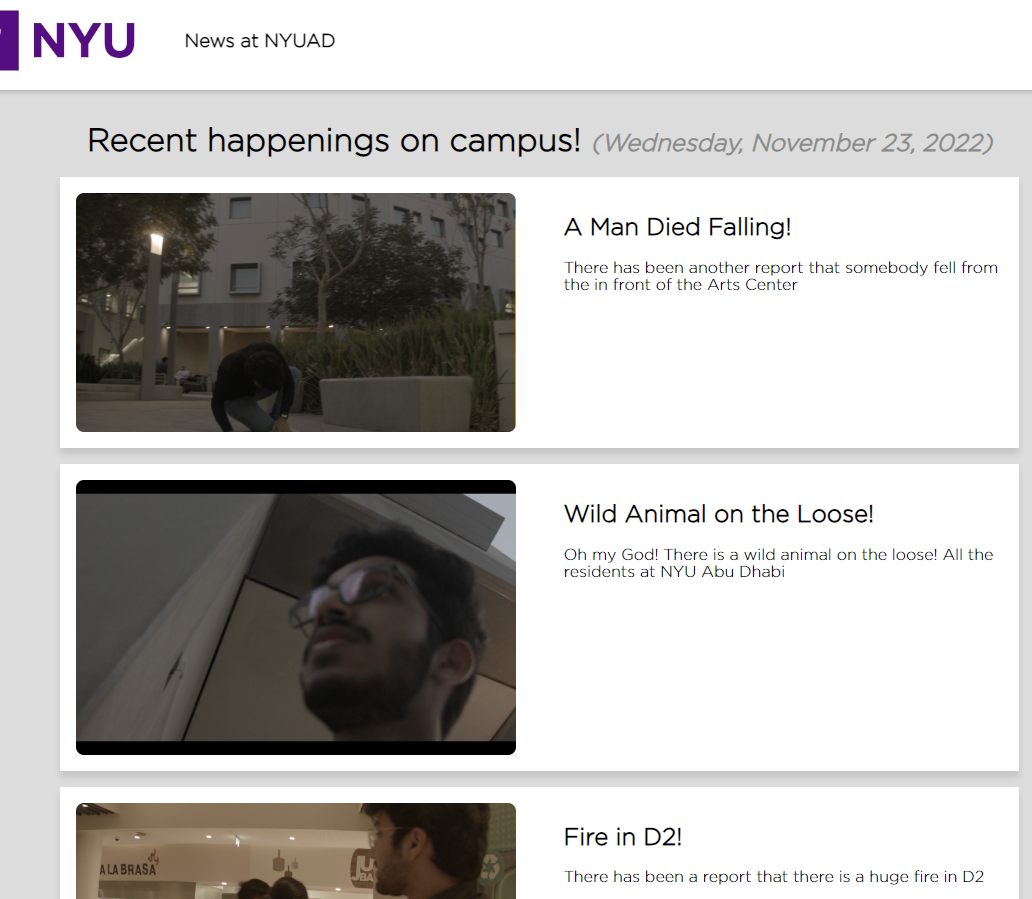 NYU
News at NYUAD
Recent happenings on campus! (Wednesday, November 23, 2022)
A Man Died Falling!
There has been another report that somebody fell from
the in front of the Arts Center
Wild Animal on the Loose!
Oh my God! There is a wild animal on the loose! All the
residents at NYU Abu Dhabi
A LA BRASA
Fire in D2!
There has been a report that there is a huge fire in D2